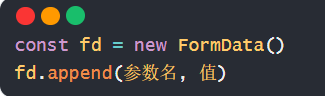 const fd = new FormData()
fd.append(参数名, 值)